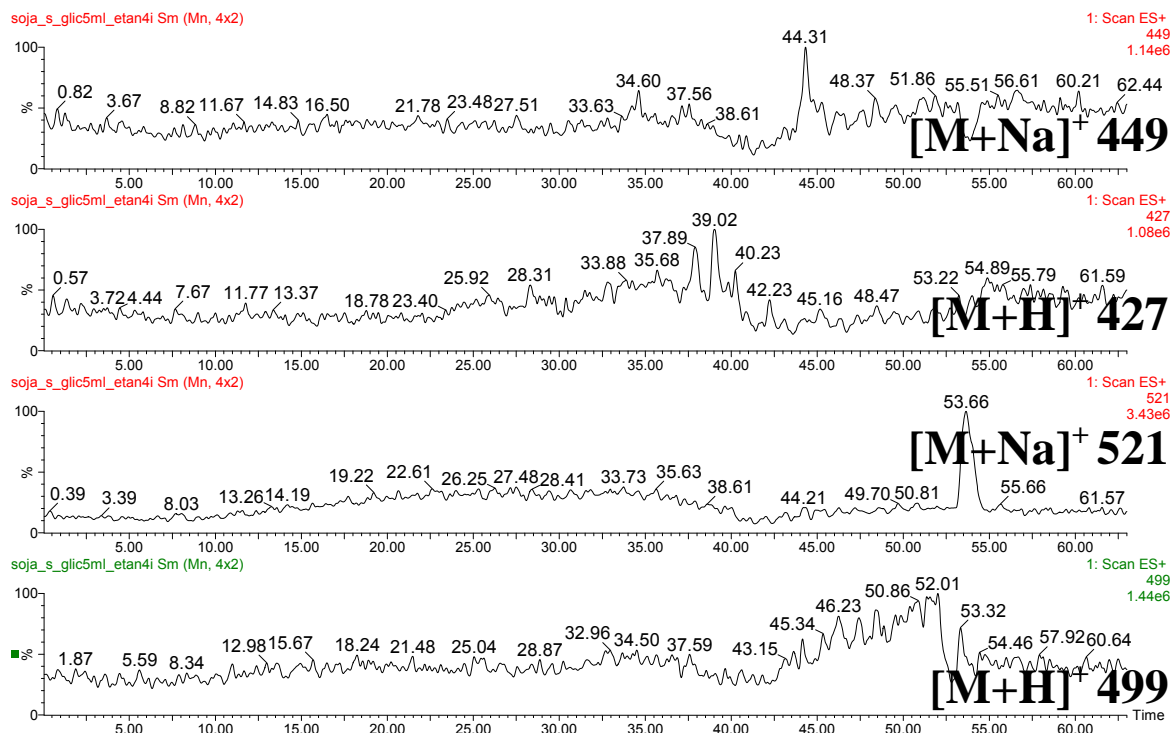 soja_s_glic5ml_etan4i Sm (Mn, 4x2)
1: Scan ES+
449
1.14e6
100
%
0
0.82 3.67 8.82 11.67 14.83 16.50 21.78 23.48 27.51 33.63 34.60 37.56 38.61 44.31 48.37 51.86 55.51 56.61 60.21 62.44
[M+Na]+ 449
5.00 10.00 15.00 20.00 25.00 30.00 35.00 40.00 45.00 50.00 55.00 60.00
soja_s_glic5ml_etan4i Sm (Mn, 4x2)
1: Scan ES+
427
1.08e6
100
%
0
0.57 3.72 4.44 7.67 11.77 13.37 18.78 23.40 25.92 28.31 33.88 35.68 37.89 39.02 40.23 42.23 45.16 48.47 53.22 54.89 55.79 61.59
[M+H]+ 427
5.00 10.00 15.00 20.00 25.00 30.00 35.00 40.00 45.00 50.00 55.00 60.00
soja_s_glic5ml_etan4i Sm (Mn, 4x2)
1: Scan ES+
521
3.43e6
100
%
0
0.39 3.39 8.03 13.26 14.19 19.22 22.61 26.25 27.48 28.41 33.73 35.63 38.61 44.21 49.70 50.81 53.66 55.66 61.57
[M+Na]+ 521
5.00 10.00 15.00 20.00 25.00 30.00 35.00 40.00 45.00 50.00 55.00 60.00
soja_s_glic5ml_etan4i Sm (Mn, 4x2)
1: Scan ES+
499
1.44e6
100
%
0
1.87 5.59 8.34 12.98 15.67 18.24 21.48 25.04 28.87 32.96 34.50 37.59 43.15 45.34 46.23 50.86 52.01 53.32 54.46 57.92 60.64
[M+H]+ 499
Time
5.00 10.00 15.00 20.00 25.00 30.00 35.00 40.00 45.00 50.00 55.00 60.00